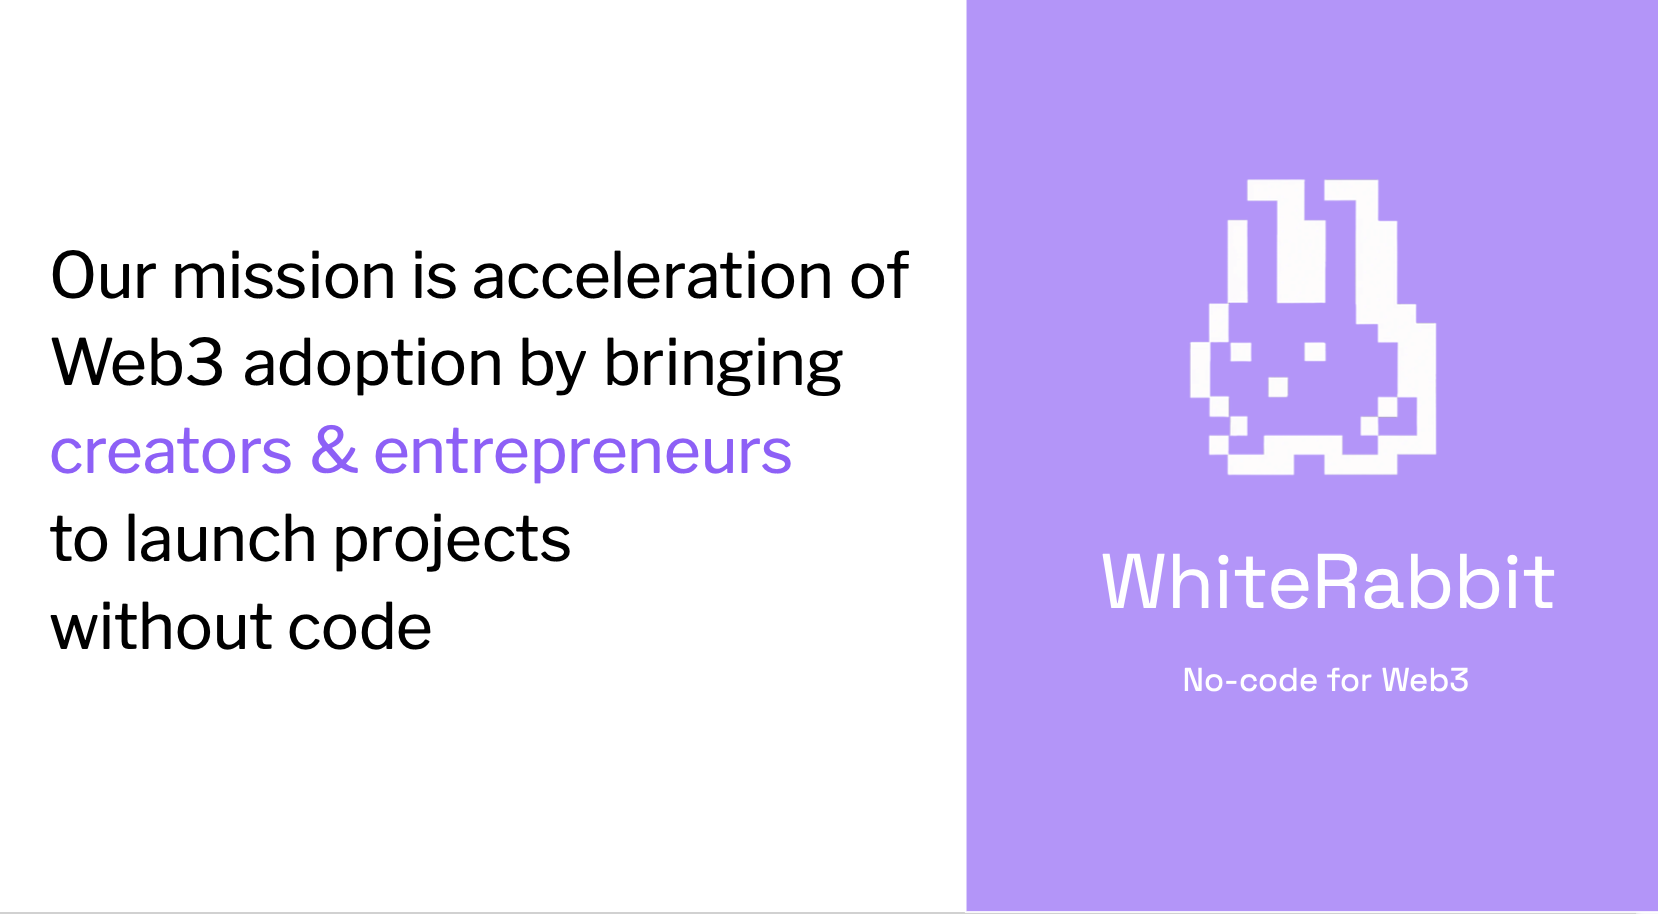 Our mission is acceleration of
Web3 adoption by bringing
creators & entrepreneurs
to launch projects
without code
WhiteRabbit
No-code for Web3